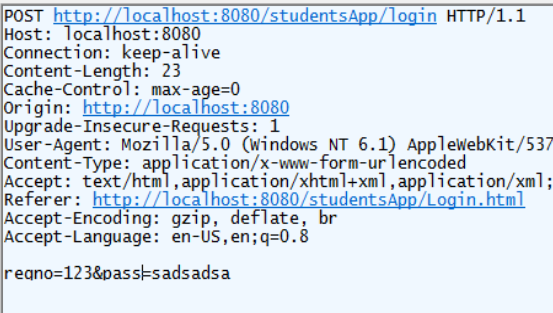 POST http://localhost:8080/studentsApp/login HTTP/1.1
Host: localhost:8080
Connection: keep-alive
Content-Length: 23
Cache-Control: max-age=0
Origin: http://localhost:8080
Upgrade-Insecure-Requests: 1
User-Agent: Mozilla/5.0 (Windows NT 6.1) AppleWebKit/537
Content-Type: application/x-www-form-urlencoded
Accept: text/html,application/xhtml+xml,application/xml;
Referer: http://localhost:8080/studentsApp/Login.html
Accept-Encoding: gzip, deflate, br
Accept-Language: en-US,en;q=0.8
regno=123&pass=sadsadsa